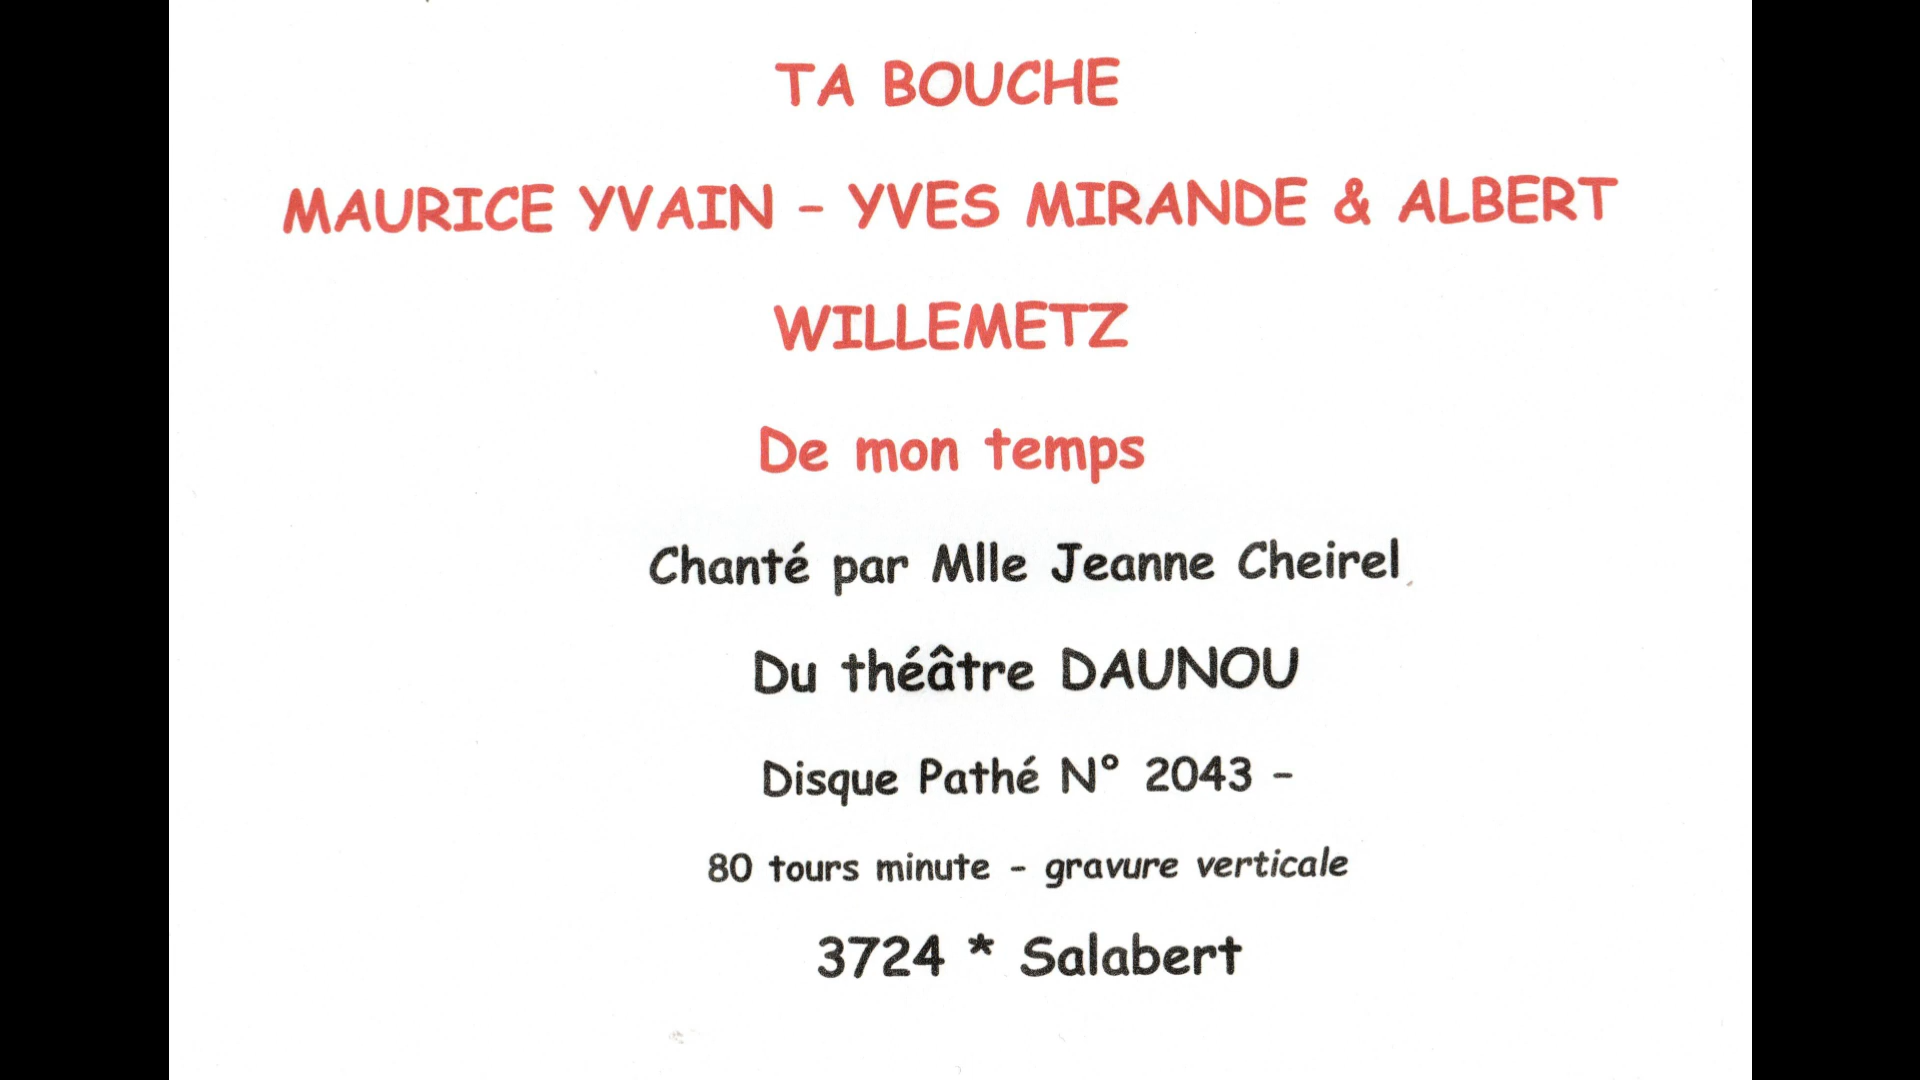 TA BOUCHE
MAURICE YVAIN – YVES MIRANDE & ALBERT
WILLEMETZ
De mon temps
Chanté par Mlle Jeanne Cheirel
Du théâtre DAUNOU
Disque Pathé N° 2043 –
80 tours minute – gravure verticale
3724 * Salabert